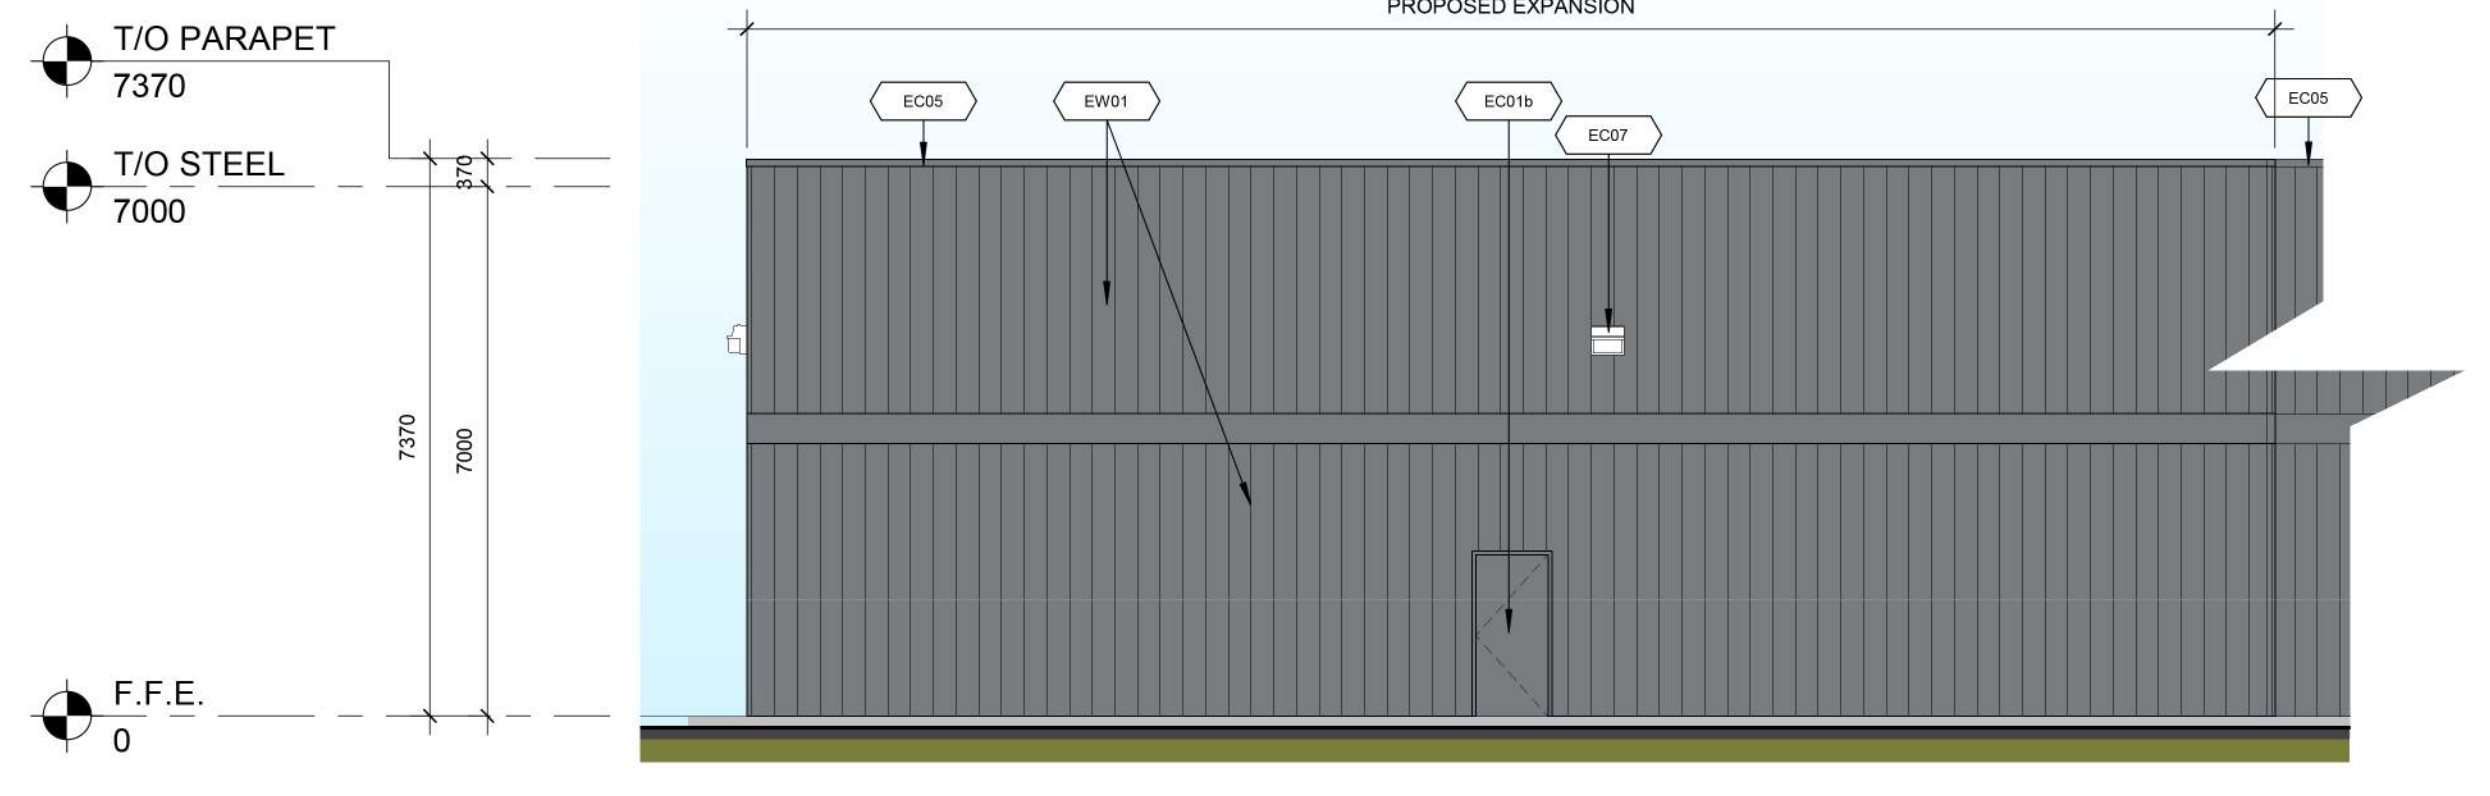 PROPOSED EXPANSION
T/O PARAPET
7370
EC05
EW01
EC01b
EC05
EC07
T/O STEEL
7000
370
7370
7000
F.F.E.
0